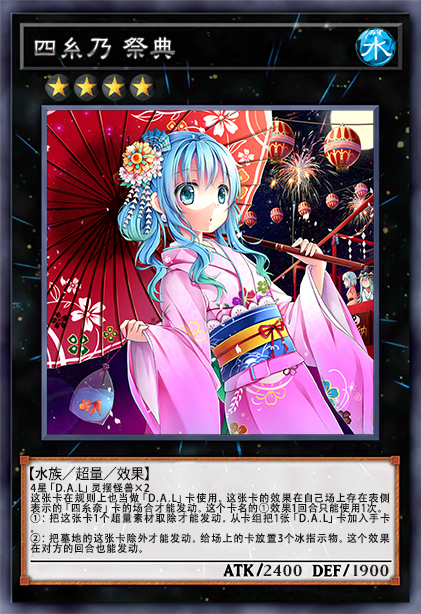 四糸乃 祭典
水
【水族／超量／效果】
4星「D.A.L」灵摆怪兽×2
这张卡在规则上也当做「D.A.L」卡使用。这张卡的效果在自己场上存在表侧
表示的「四糸奈」卡的场合才能发动。这个卡名的①效果1回合只能使用1次。
①：把这张卡1个超量素材取除才能发动。从卡组把1张「D.A.L」卡加入手卡
。
②：把墓地的这张卡除外才能发动。给场上的卡放置3个冰指示物。这个效果
在对方的回合也能发动。
ATK/2400 DEF/1900